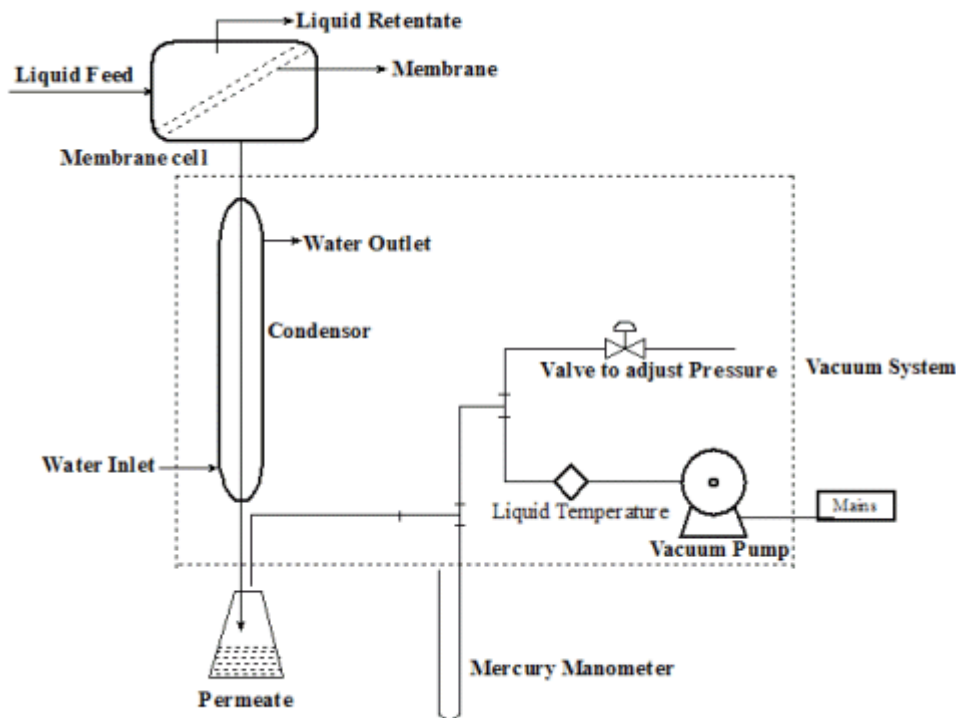 Liquid Retentate
Liquid Feed
Membrane
Membrane cell
Water Outlet
Condensor
Valve to adjust Pressure
Vacuum System
Water Inlet
Liquid Temperature
Mains
Vacuum Pump
Mercury Manometer
Permeate